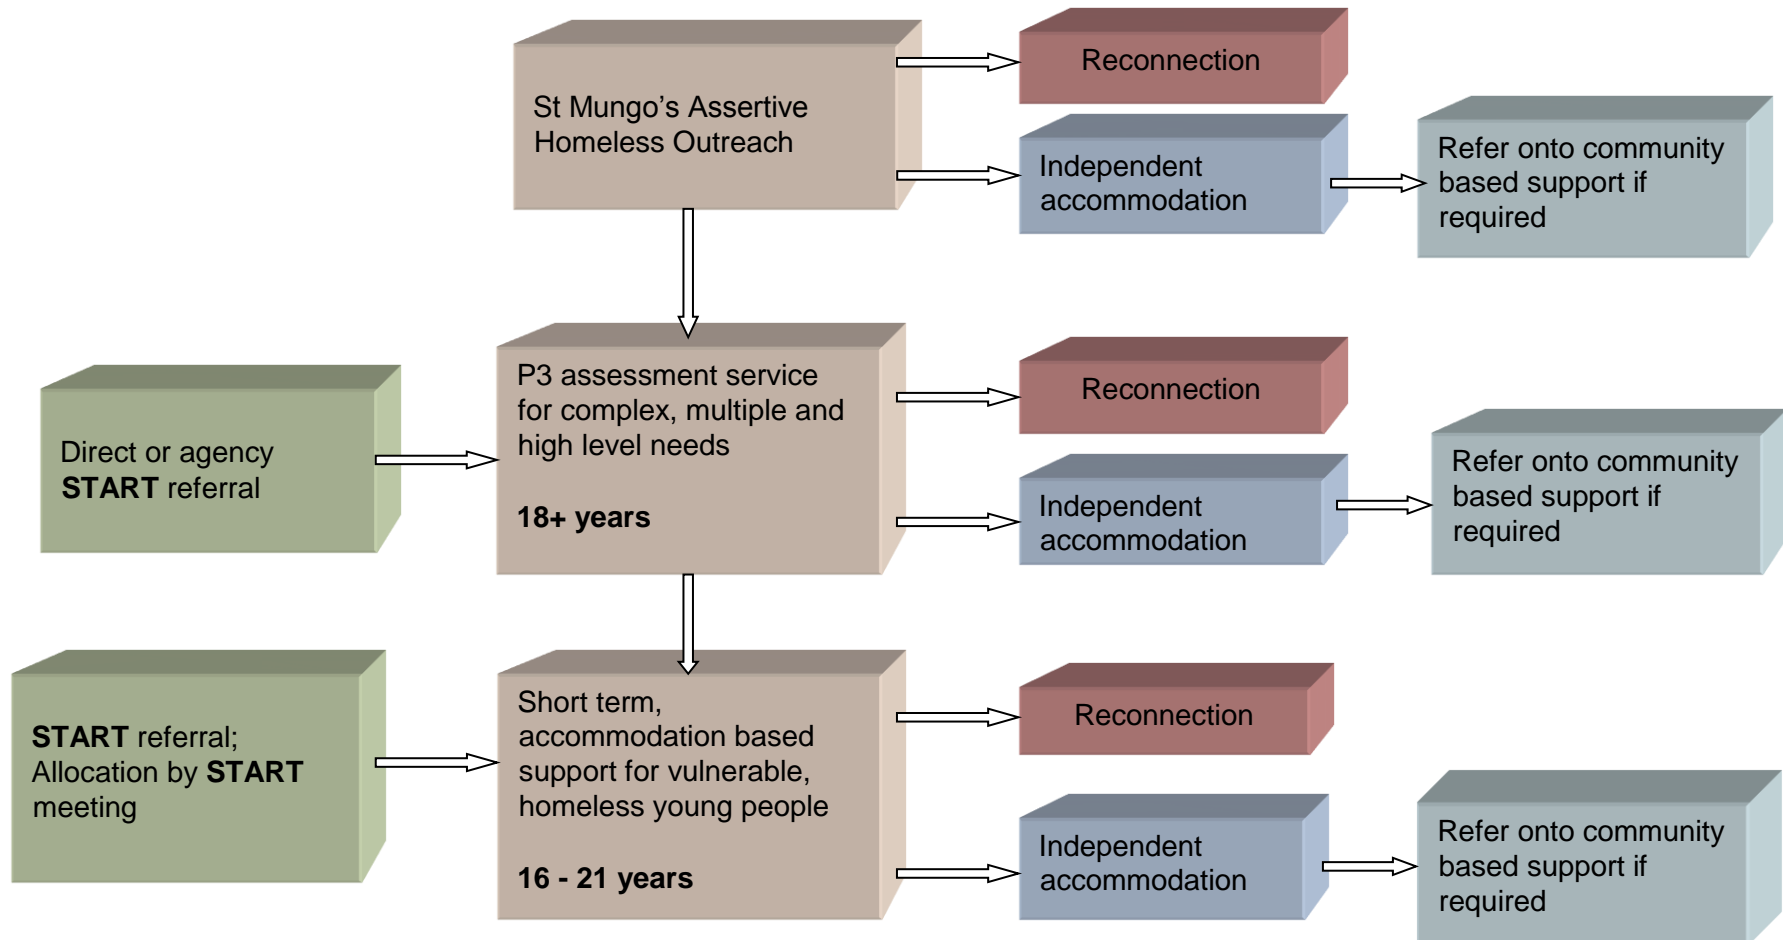 St Mungo’s Assertive
Homeless Outreach
Reconnection
Independent
accommodation
Refer onto community
based support if
required
Direct or agency
START referral
P3 assessment service
for complex, multiple and
high level needs
18+ years
Reconnection
Independent
accommodation
Refer onto community
based support if
required
START referral;
Allocation by START
meeting
Short term,
accommodation based
support for vulnerable,
homeless young people
16 - 21 years
Reconnection
Independent
accommodation
Refer onto community
based support if
required